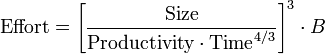 Effort = [Size / (Productivity · Time^{4/3})]^3 · B